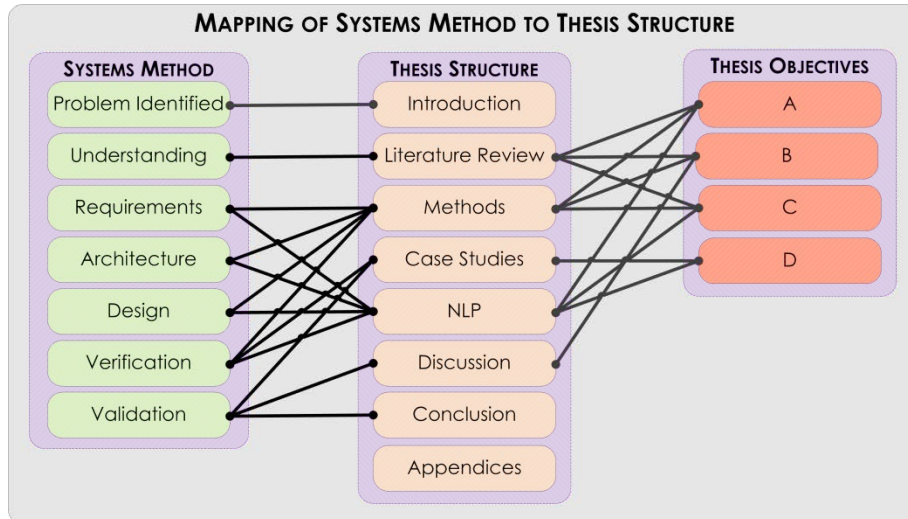 MAPPING OF SYSTEMS METHOD TO THESIS STRUCTURE
SYSTEMS METHOD
Problem Identified
Understanding
Requirements
Architecture
Design
Verification
Validation
THESIS STRUCTURE
Introduction
Literature Review
Methods
Case Studies
NLP
Discussion
Conclusion
Appendices
THESIS OBJECTIVES
A
B
C
D